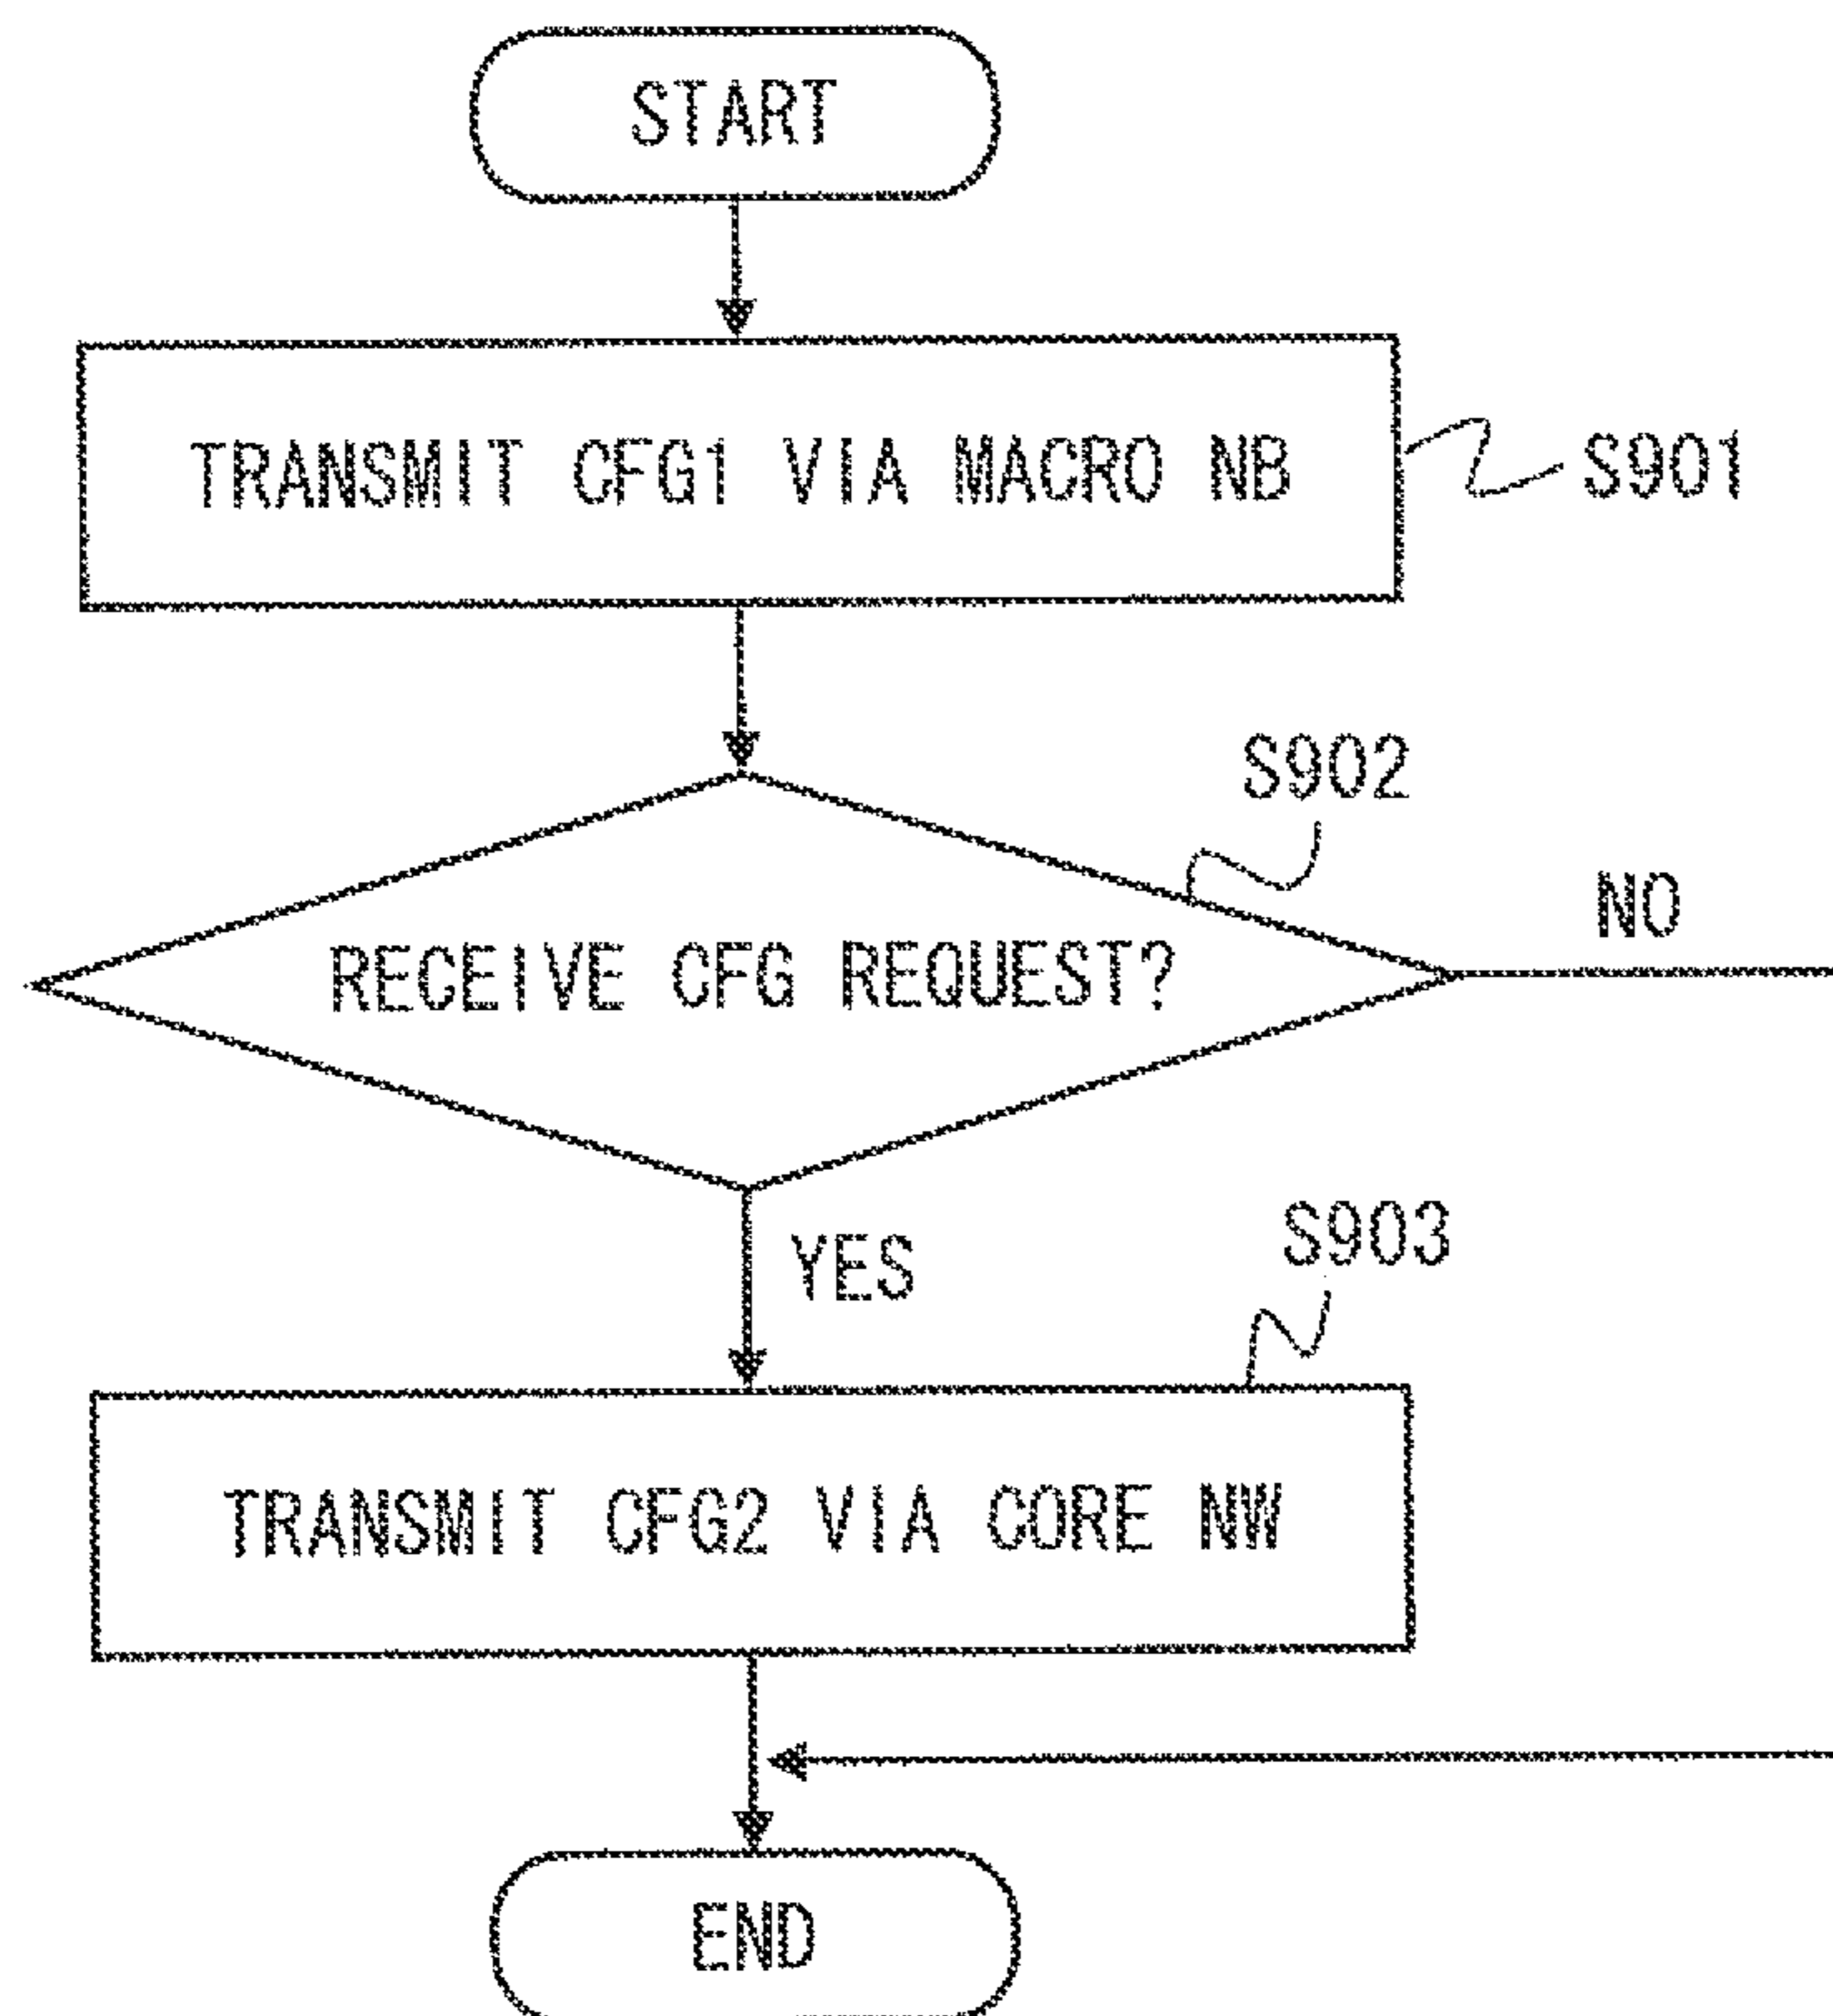 START
TRANSMIT CFG1 VIA MACRO NB
S901
S902
RECEIVE CFG REQUEST?
NO
YES
S903
TRANSMIT CFG2 VIA CORE NW
END